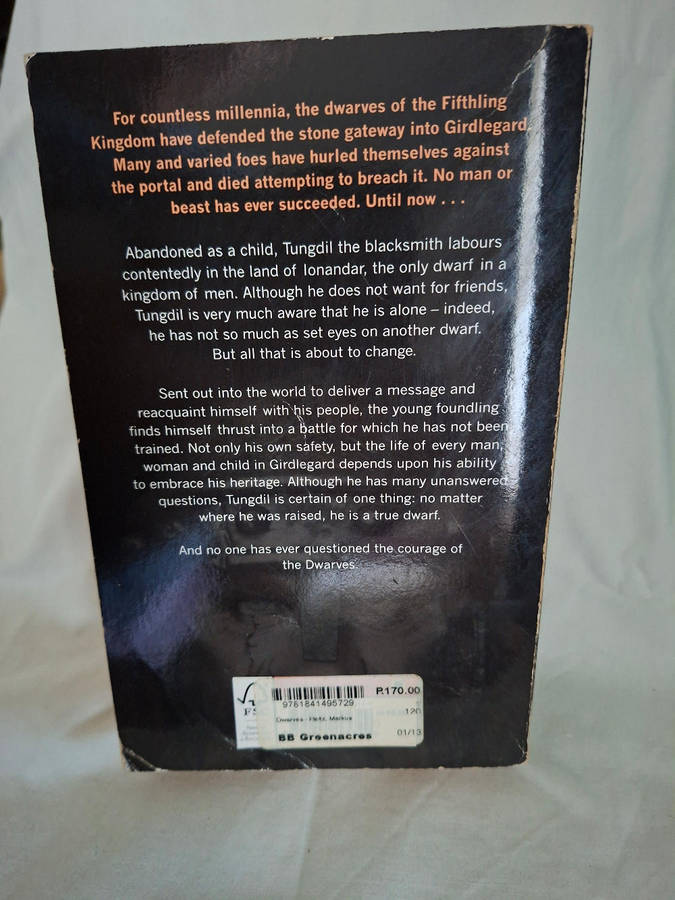 For countless millennia, the dwarves of the Fifthling
Kingdom have defended the stone gateway into Girdlegard.
Many and varied foes have hurled themselves against
the portal and died attempting to breach it. No man or
beast has ever succeeded. Until now . . .
Abandoned as a child, Tungdil the blacksmith labours
contentedly in the land of Ionandar, the only dwarf in a
kingdom of men. Although he does not want for friends,
Tungdil is very much aware that he is alone – indeed,
he has not so much as set eyes on another dwarf.
But all that is about to change.
Sent out into the world to deliver a message and
reacquaint himself with his people, the young foundling
finds himself thrust into a battle for which he has not been
trained. Not only his own safety, but the life of every man,
woman and child in Girdlegard depends upon his ability
to embrace his heritage. Although he has many unanswered
questions, Tungdil is certain of one thing: no matter
where he was raised, he is a true dwarf.
And no one has ever questioned the courage of
the Dwarves.
P.170.00
9781841495729
120
Dwarves - Heitz, Markus
BB Greenacres 01/13